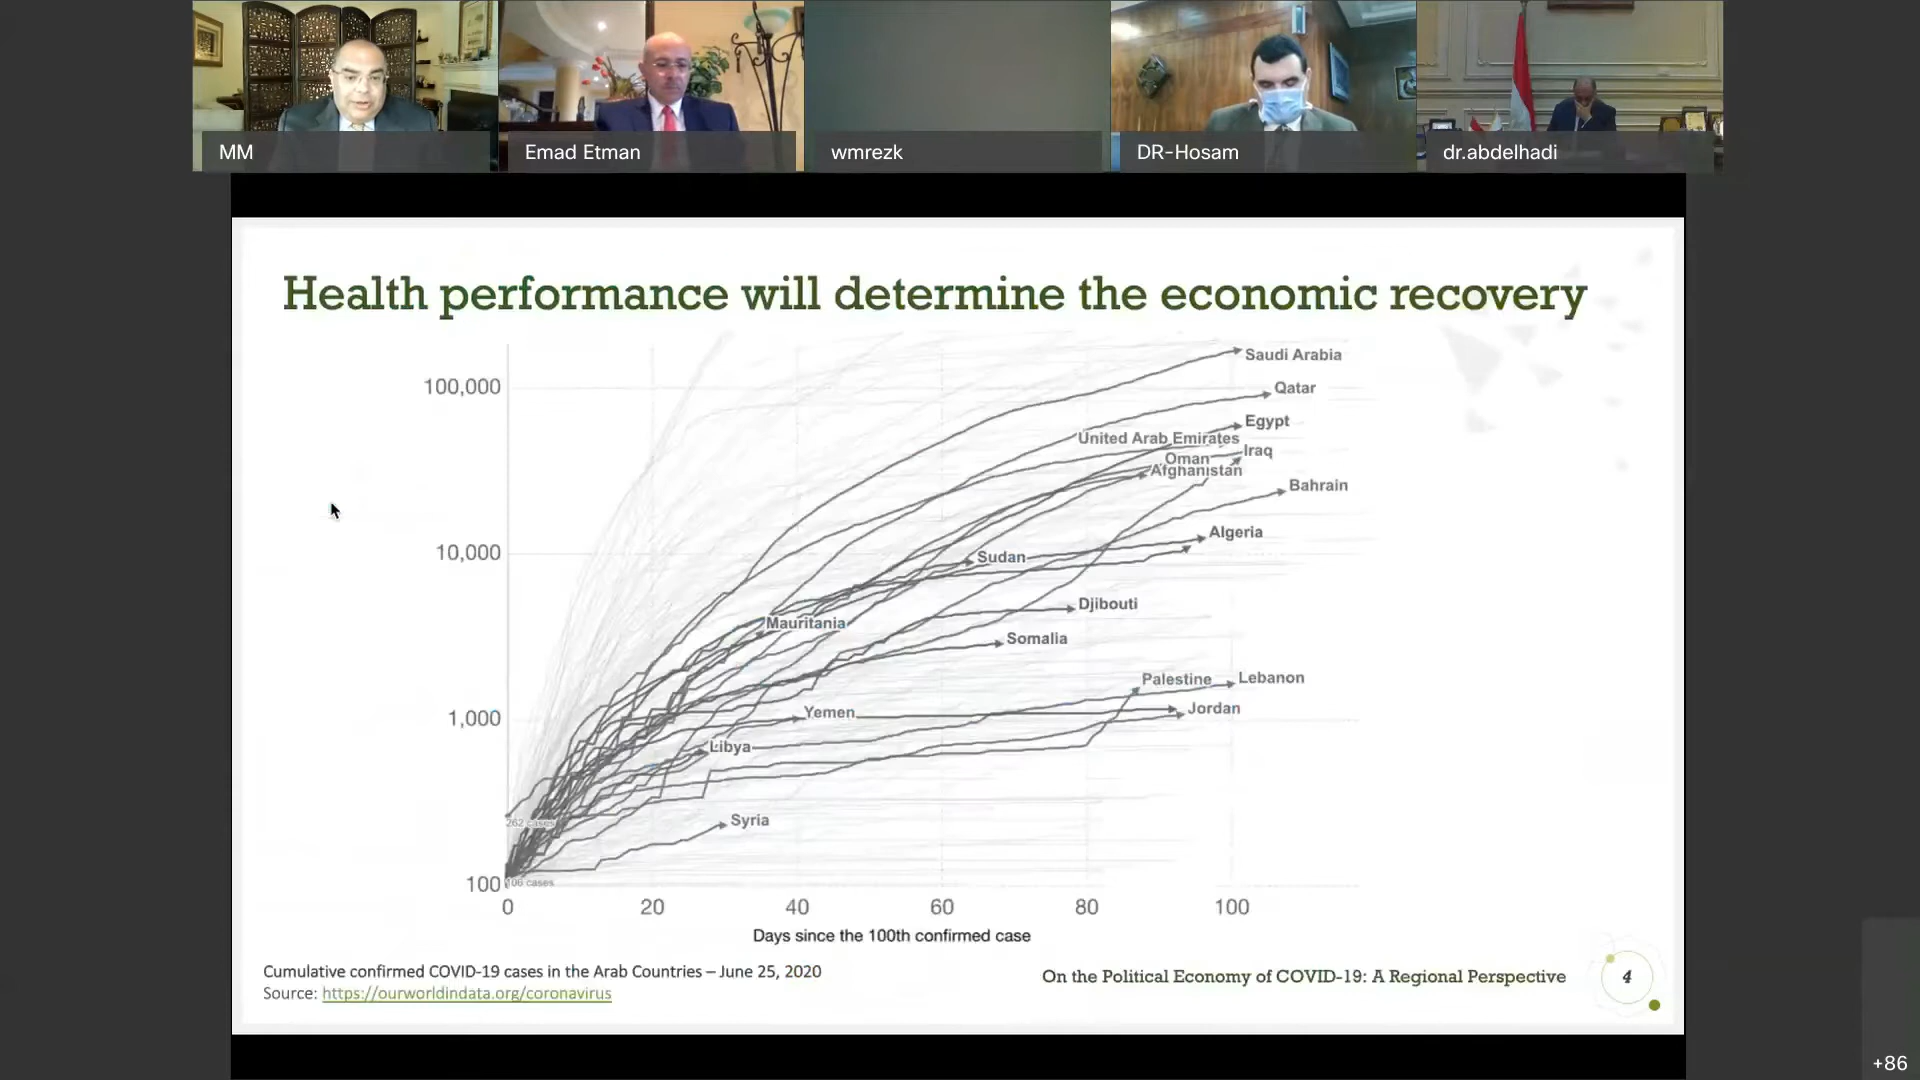 MM
Emad Etman
wmrezk
DR-Hosam
dr.abdelhadi
Health performance will determine the economic recovery
Saudi Arabia
100,000
Qatar
Egypt
United Arab Emirates
Iraq
Oman
Afghanistan
Bahrain
Algeria
10,000
Sudan
Djibouti
Mauritania
Somalia
Palestine
Lebanon
Jordan
1,000
Yemen
Libya
Syria
262 cases
100
106 cases
0 20 40 60 80 100
Days since the 100th confirmed case
Cumulative confirmed COVID-19 cases in the Arab Countries – June 25, 2020
Source: https://ourworldindata.org/coronavirus
On the Political Economy of COVID-19: A Regional Perspective
4
+86